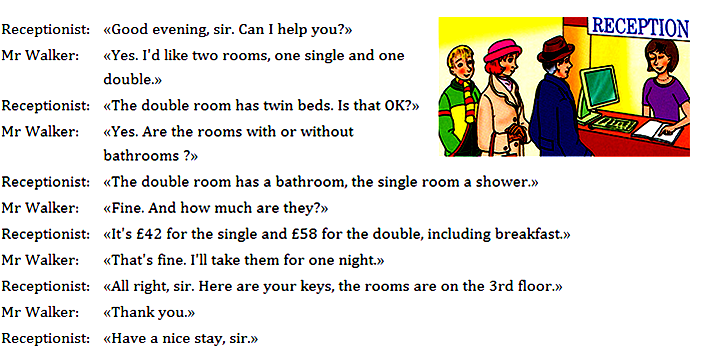 RECEPTION
Receptionist: «Good evening, sir. Can I help you?»
Mr Walker: «Yes. I'd like two rooms, one single and one
double.»
Receptionist: «The double room has twin beds. Is that OK?»
Mr Walker: «Yes. Are the rooms with or without
bathrooms ?»
Receptionist: «The double room has a bathroom, the single room a shower.»
Mr Walker: «Fine. And how much are they?»
Receptionist: «It's £42 for the single and £58 for the double, including breakfast.»
Mr Walker: «That's fine. I'll take them for one night.»
Receptionist: «All right, sir. Here are your keys, the rooms are on the 3rd floor.»
Mr Walker: «Thank you.»
Receptionist: «Have a nice stay, sir.»